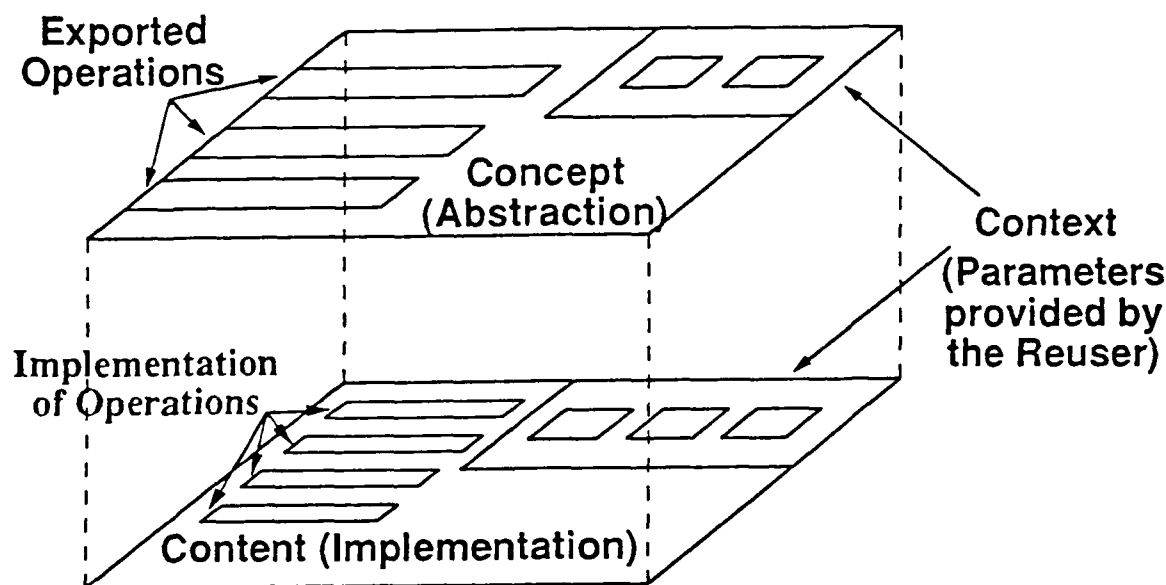 Exported
Operations
Concept
(Abstraction)
Context
(Parameters
provided by
the Reuser)
Implementation
of Operations
Content (Implementation)